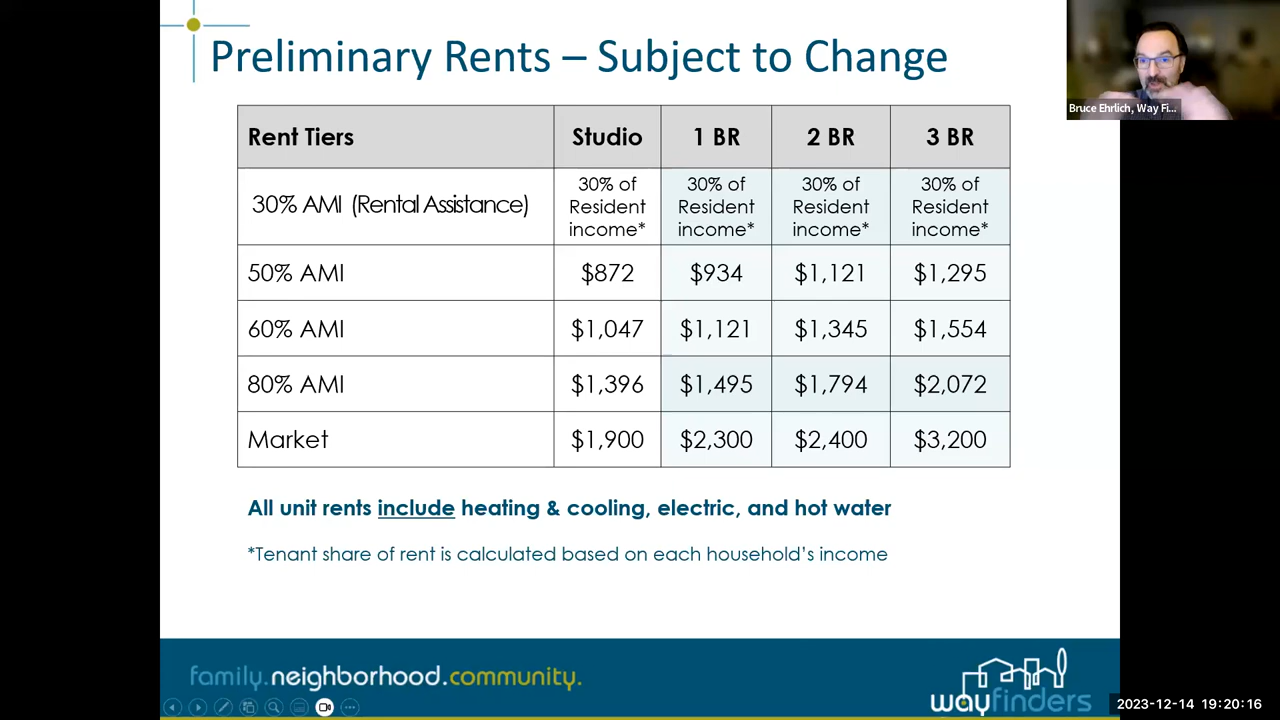 Preliminary Rents – Subject to Change
Bruce Ehrlich, Way Fi...
Rent Tiers Studio 1 BR 2 BR 3 BR
30% AMI (Rental Assistance) 30% of Resident income* 30% of Resident income* 30% of Resident income* 30% of Resident income*
50% AMI $872 $934 $1,121 $1,295
60% AMI $1,047 $1,121 $1,345 $1,554
80% AMI $1,396 $1,495 $1,794 $2,072
Market $1,900 $2,300 $2,400 $3,200
All unit rents include heating & cooling, electric, and hot water
*Tenant share of rent is calculated based on each household's income
family.neighborhood.community.
wayfinders
2023-12-14 19:20:16